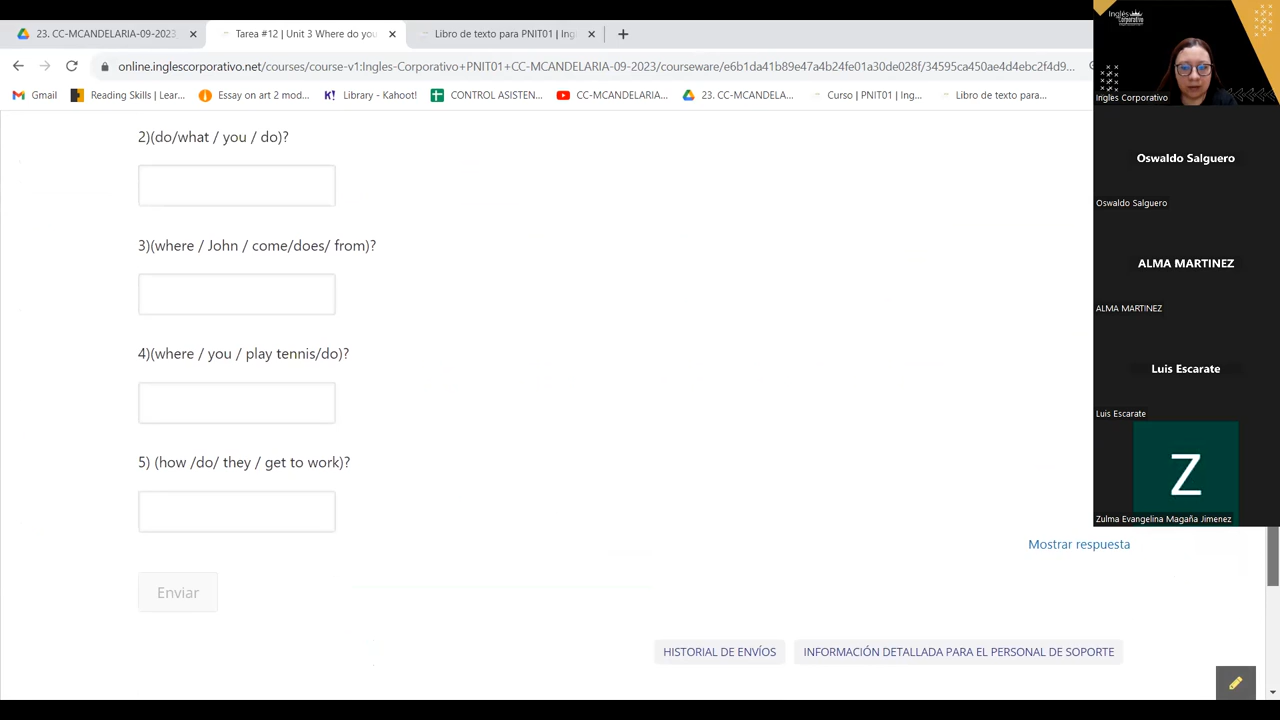 23. CC-MCANDELARIA-09-2023
Tarea #12 | Unit 3 Where do you
Libro de texto para PNIT01 | Ing
online.inglescorporativo.net/courses/course-v1:Ingles-Corporativo+PNIT01+CC-MCANDELARIA-09-2023/courseware/e6b1da41b89e47a4b24fe01a30de028f/34595ca450ae4d4ebc2f4d9...
Gmail
Reading Skills | Lear...
Essay on art 2 mod...
Library - Kahoot
CONTROL ASISTEN...
CC-MCANDELARIA
23. CC-MCANDELA...
Curso | PNIT01 | Ing...
Libro de texto para...
2)(do/what / you / do)?
3)(where / John / come/does/ from)?
4)(where / you / play tennis/do)?
5) (how /do/ they / get to work)?
Mostrar respuesta
Enviar
HISTORIAL DE ENVÍOS
INFORMACIÓN DETALLADA PARA EL PERSONAL DE SOPORTE
Inglés
Corporativo
Ingles Corporativo
Oswaldo Salguero
Oswaldo Salguero
ALMA MARTINEZ
ALMA MARTINEZ
Luis Escarate
Luis Escarate
Z
Zulma Evangelina Magaña Jimenez